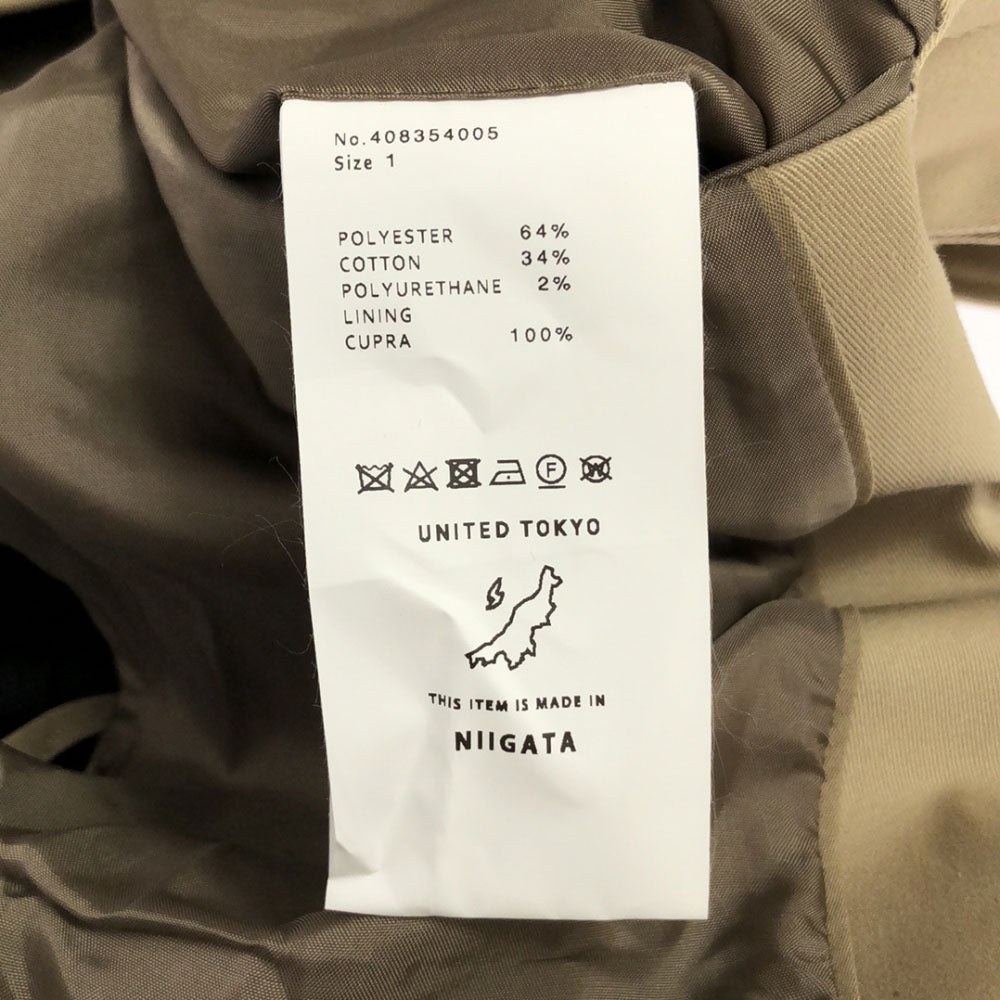 No.408354005
Size 1
POLYESTER 64%
COTTON 34%
POLYURETHANE 2%
LINING
CUPRA 100%
F W
UNITED TOKYO
THIS ITEM IS MADE IN
NIIGATA